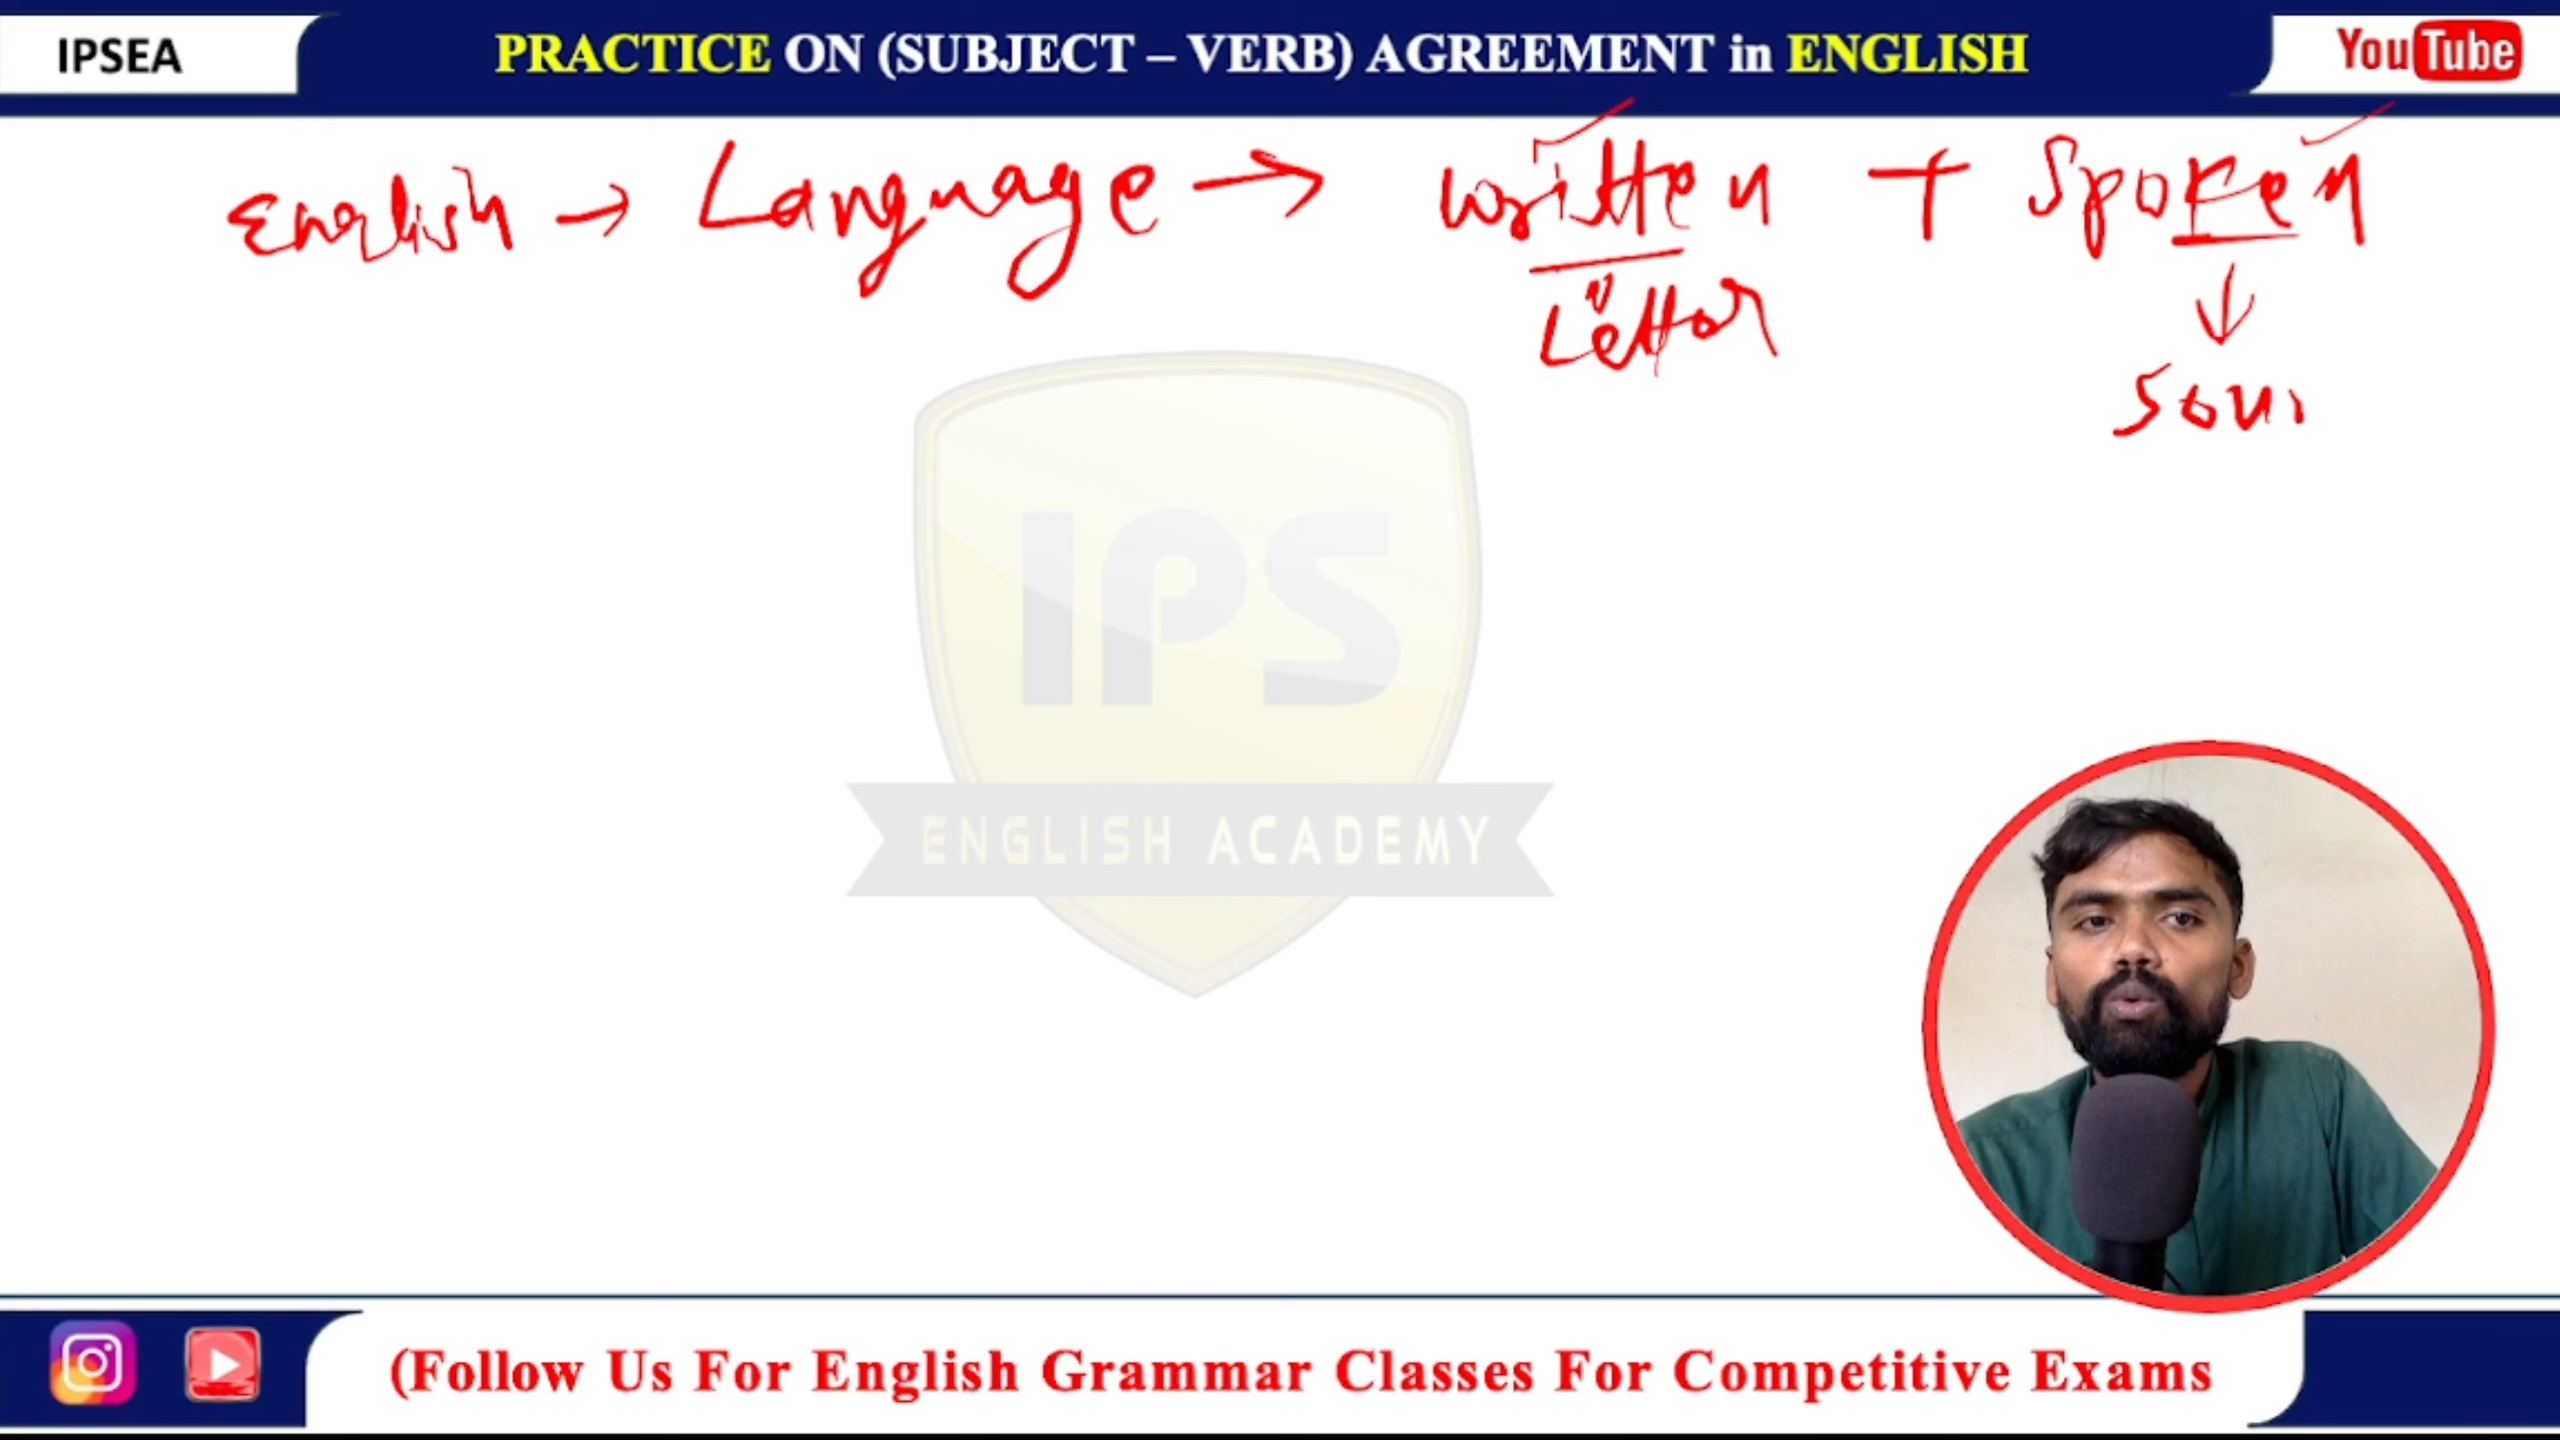 IPSEA
PRACTICE ON (SUBJECT – VERB) AGREEMENT in ENGLISH
YouTube
English → Language → written + Spoken
Letter
↓
Soun
IPS
ENGLISH ACADEMY
(Follow Us For English Grammar Classes For Competitive Exams